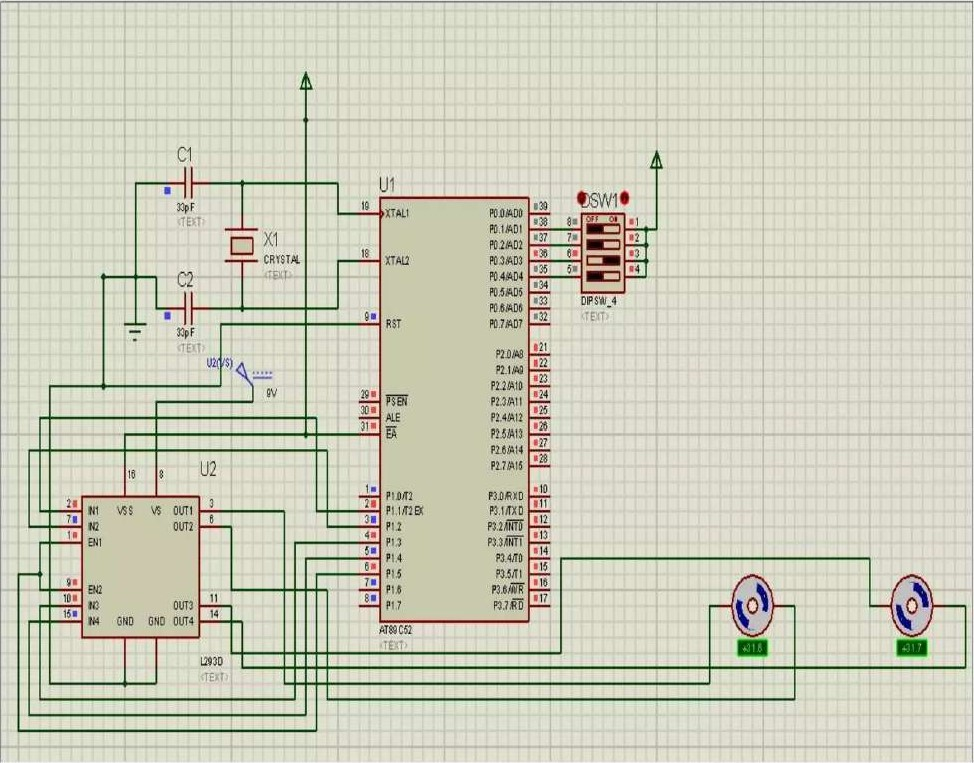 C1
33pF
<TEXT>
X1
CRYSTAL
<TEXT>
C2
33pF
<TEXT>
U2(VS)
9V
U1
19 XTAL1
18 XTAL2
9 RST
29 PSEN
30 ALE
31 EA
1 P1.0/T2
2 P1.1/T2EX
3 P1.2
4 P1.3
5 P1.4
6 P1.5
7 P1.6
8 P1.7
P0.0/AD0 39
P0.1/AD1 38
P0.2/AD2 37
P0.3/AD3 36
P0.4/AD4 35
P0.5/AD5 34
P0.6/AD6 33
P0.7/AD7 32
P2.0/A8 21
P2.1/A9 22
P2.2/A10 23
P2.3/A11 24
P2.4/A12 25
P2.5/A13 26
P2.6/A14 27
P2.7/A15 28
P3.0/RXD 10
P3.1/TXD 11
P3.2/INT0 12
P3.3/INT1 13
P3.4/T0 14
P3.5/T1 15
P3.6/WR 16
P3.7/RD 17
AT89C52
<TEXT>
DSW1
OFF ON
8 1
7 2
6 3
5 4
DIPSW_4
<TEXT>
U2
16 8
2 IN1 VSS VS OUT1 3
7 IN2 OUT2 6
1 EN1
9 EN2
10 IN3 OUT3 11
15 IN4 GND GND OUT4 14
L293D
<TEXT>
+31.7